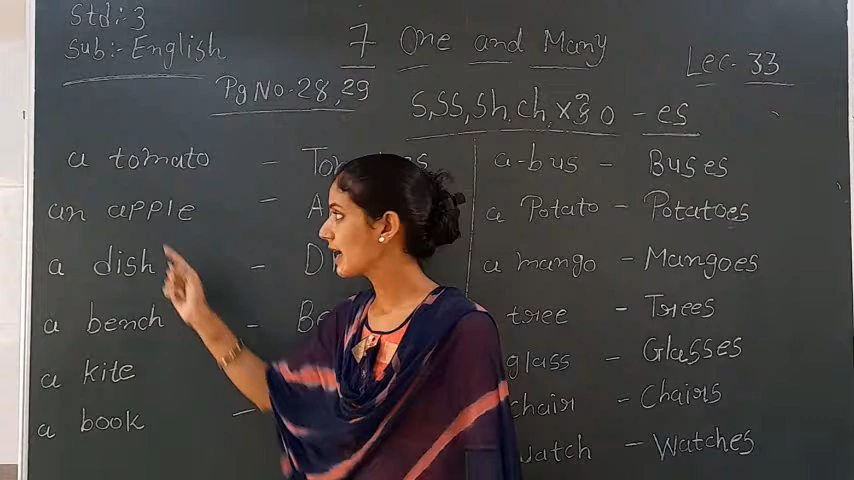 Std:-3
Sub:- English
7 One and Many
Lec-33
Pg No-28,29
S,SS,Sh,ch,x,z o - es
a tomato -
an apple -
a dish -
a bench -
a kite
a book -
a-bus - Buses
a Potato - Potatoes
a mango - Mangoes
tree - Trees
glass - Glasses
chair - Chairs
watch - Watches